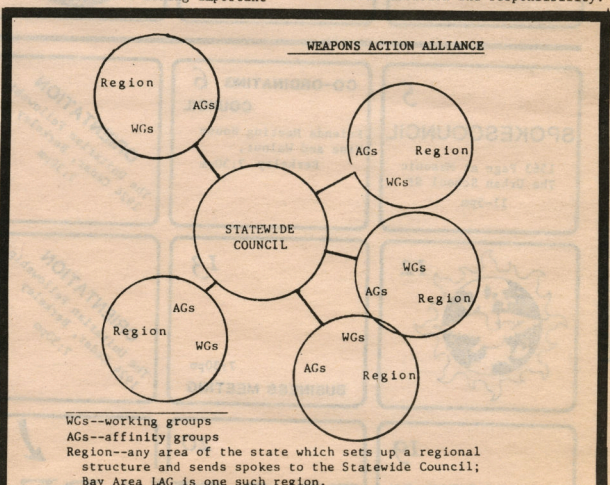 WEAPONS ACTION ALLIANCE
Region
AGs
WGs
AGs Region
WGs
STATEWIDE
COUNCIL
WGs
AGs
Region
AGs
Region
WGs
WGs
AGs
Region
WGs--working groups
AGs--affinity groups
Region--any area of the state which sets up a regional
structure and sends spokes to the Statewide Council;
Bay Area LAG is one such region.